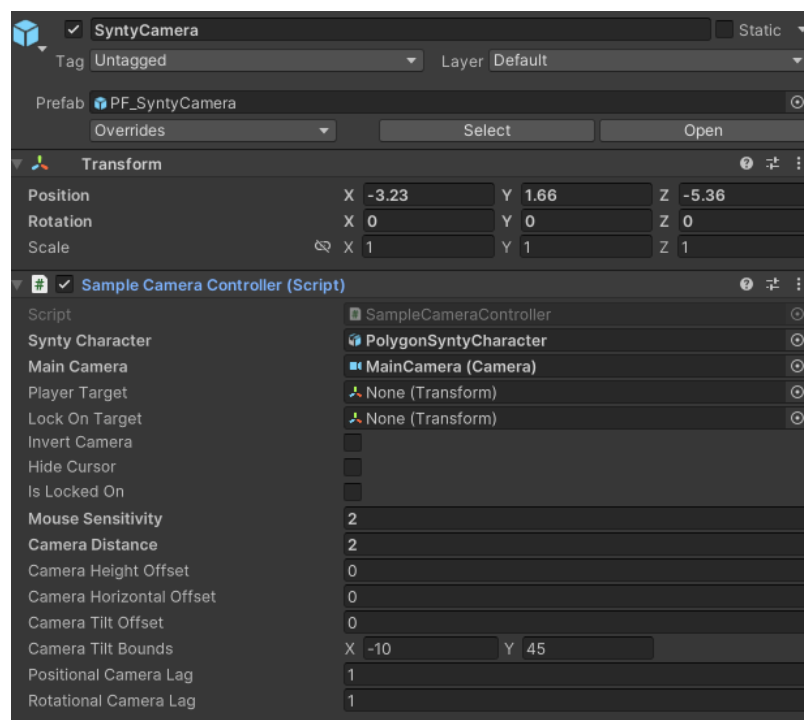 SyntyCamera Static
Tag Untagged Layer Default
Prefab PF_SyntyCamera
Overrides Select Open
Transform
Position X -3.23 Y 1.66 Z -5.36
Rotation X 0 Y 0 Z 0
Scale X 1 Y 1 Z 1
# Sample Camera Controller (Script)
Script # SampleCameraController
Synty Character PolygonSyntyCharacter
Main Camera MainCamera (Camera)
Player Target None (Transform)
Lock On Target None (Transform)
Invert Camera
Hide Cursor
Is Locked On
Mouse Sensitivity 2
Camera Distance 2
Camera Height Offset 0
Camera Horizontal Offset 0
Camera Tilt Offset 0
Camera Tilt Bounds X -10 Y 45
Positional Camera Lag 1
Rotational Camera Lag 1